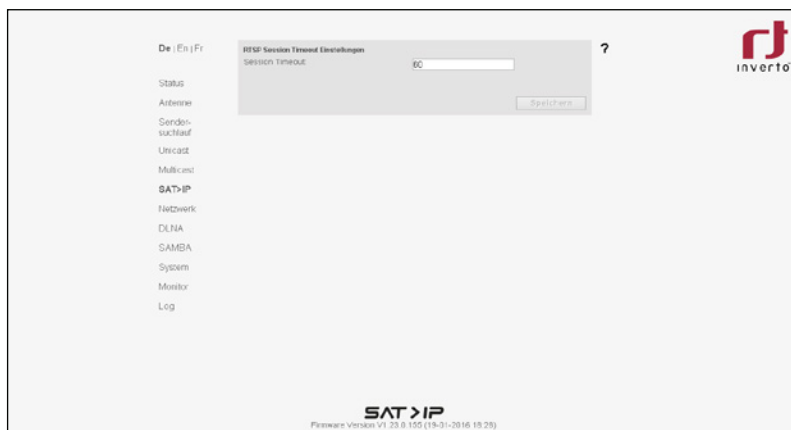 De | En | Fr
Status
Antenne
Sender-
suchlauf
Unicast
Multicast
SAT>IP
Netzwerk
DLNA
SAMBA
System
Monitor
Log
RTSP Session Timeout Einstellungen
Session Timeout
60
Speichern
?
inverto
SAT>IP
Firmware Version V1.23.0.155 (19-01-2016 18:28)